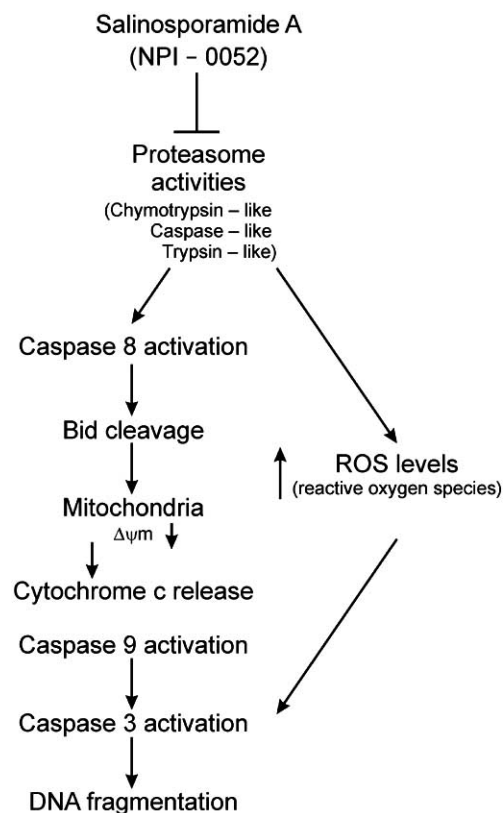 Salinosporamide A
(NPI – 0052)
Proteasome
activities
(Chymotrypsin – like
Caspase – like
Trypsin – like)
Caspase 8 activation
Bid cleavage
Mitochondria
Δψm
Cytochrome c release
Caspase 9 activation
Caspase 3 activation
DNA fragmentation
ROS levels
(reactive oxygen species)